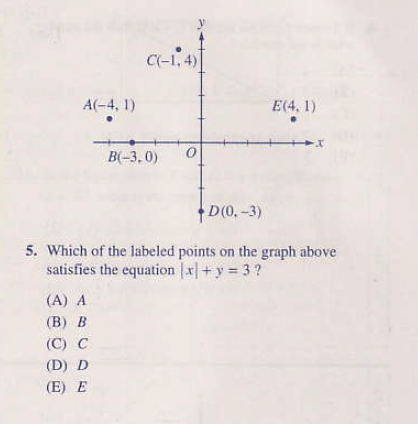 y
C(−1, 4)
A(−4, 1)
E(4, 1)
x
B(−3, 0)
O
D(0, −3)
5. Which of the labeled points on the graph above
satisfies the equation |x| + y = 3 ?
(A) A
(B) B
(C) C
(D) D
(E) E